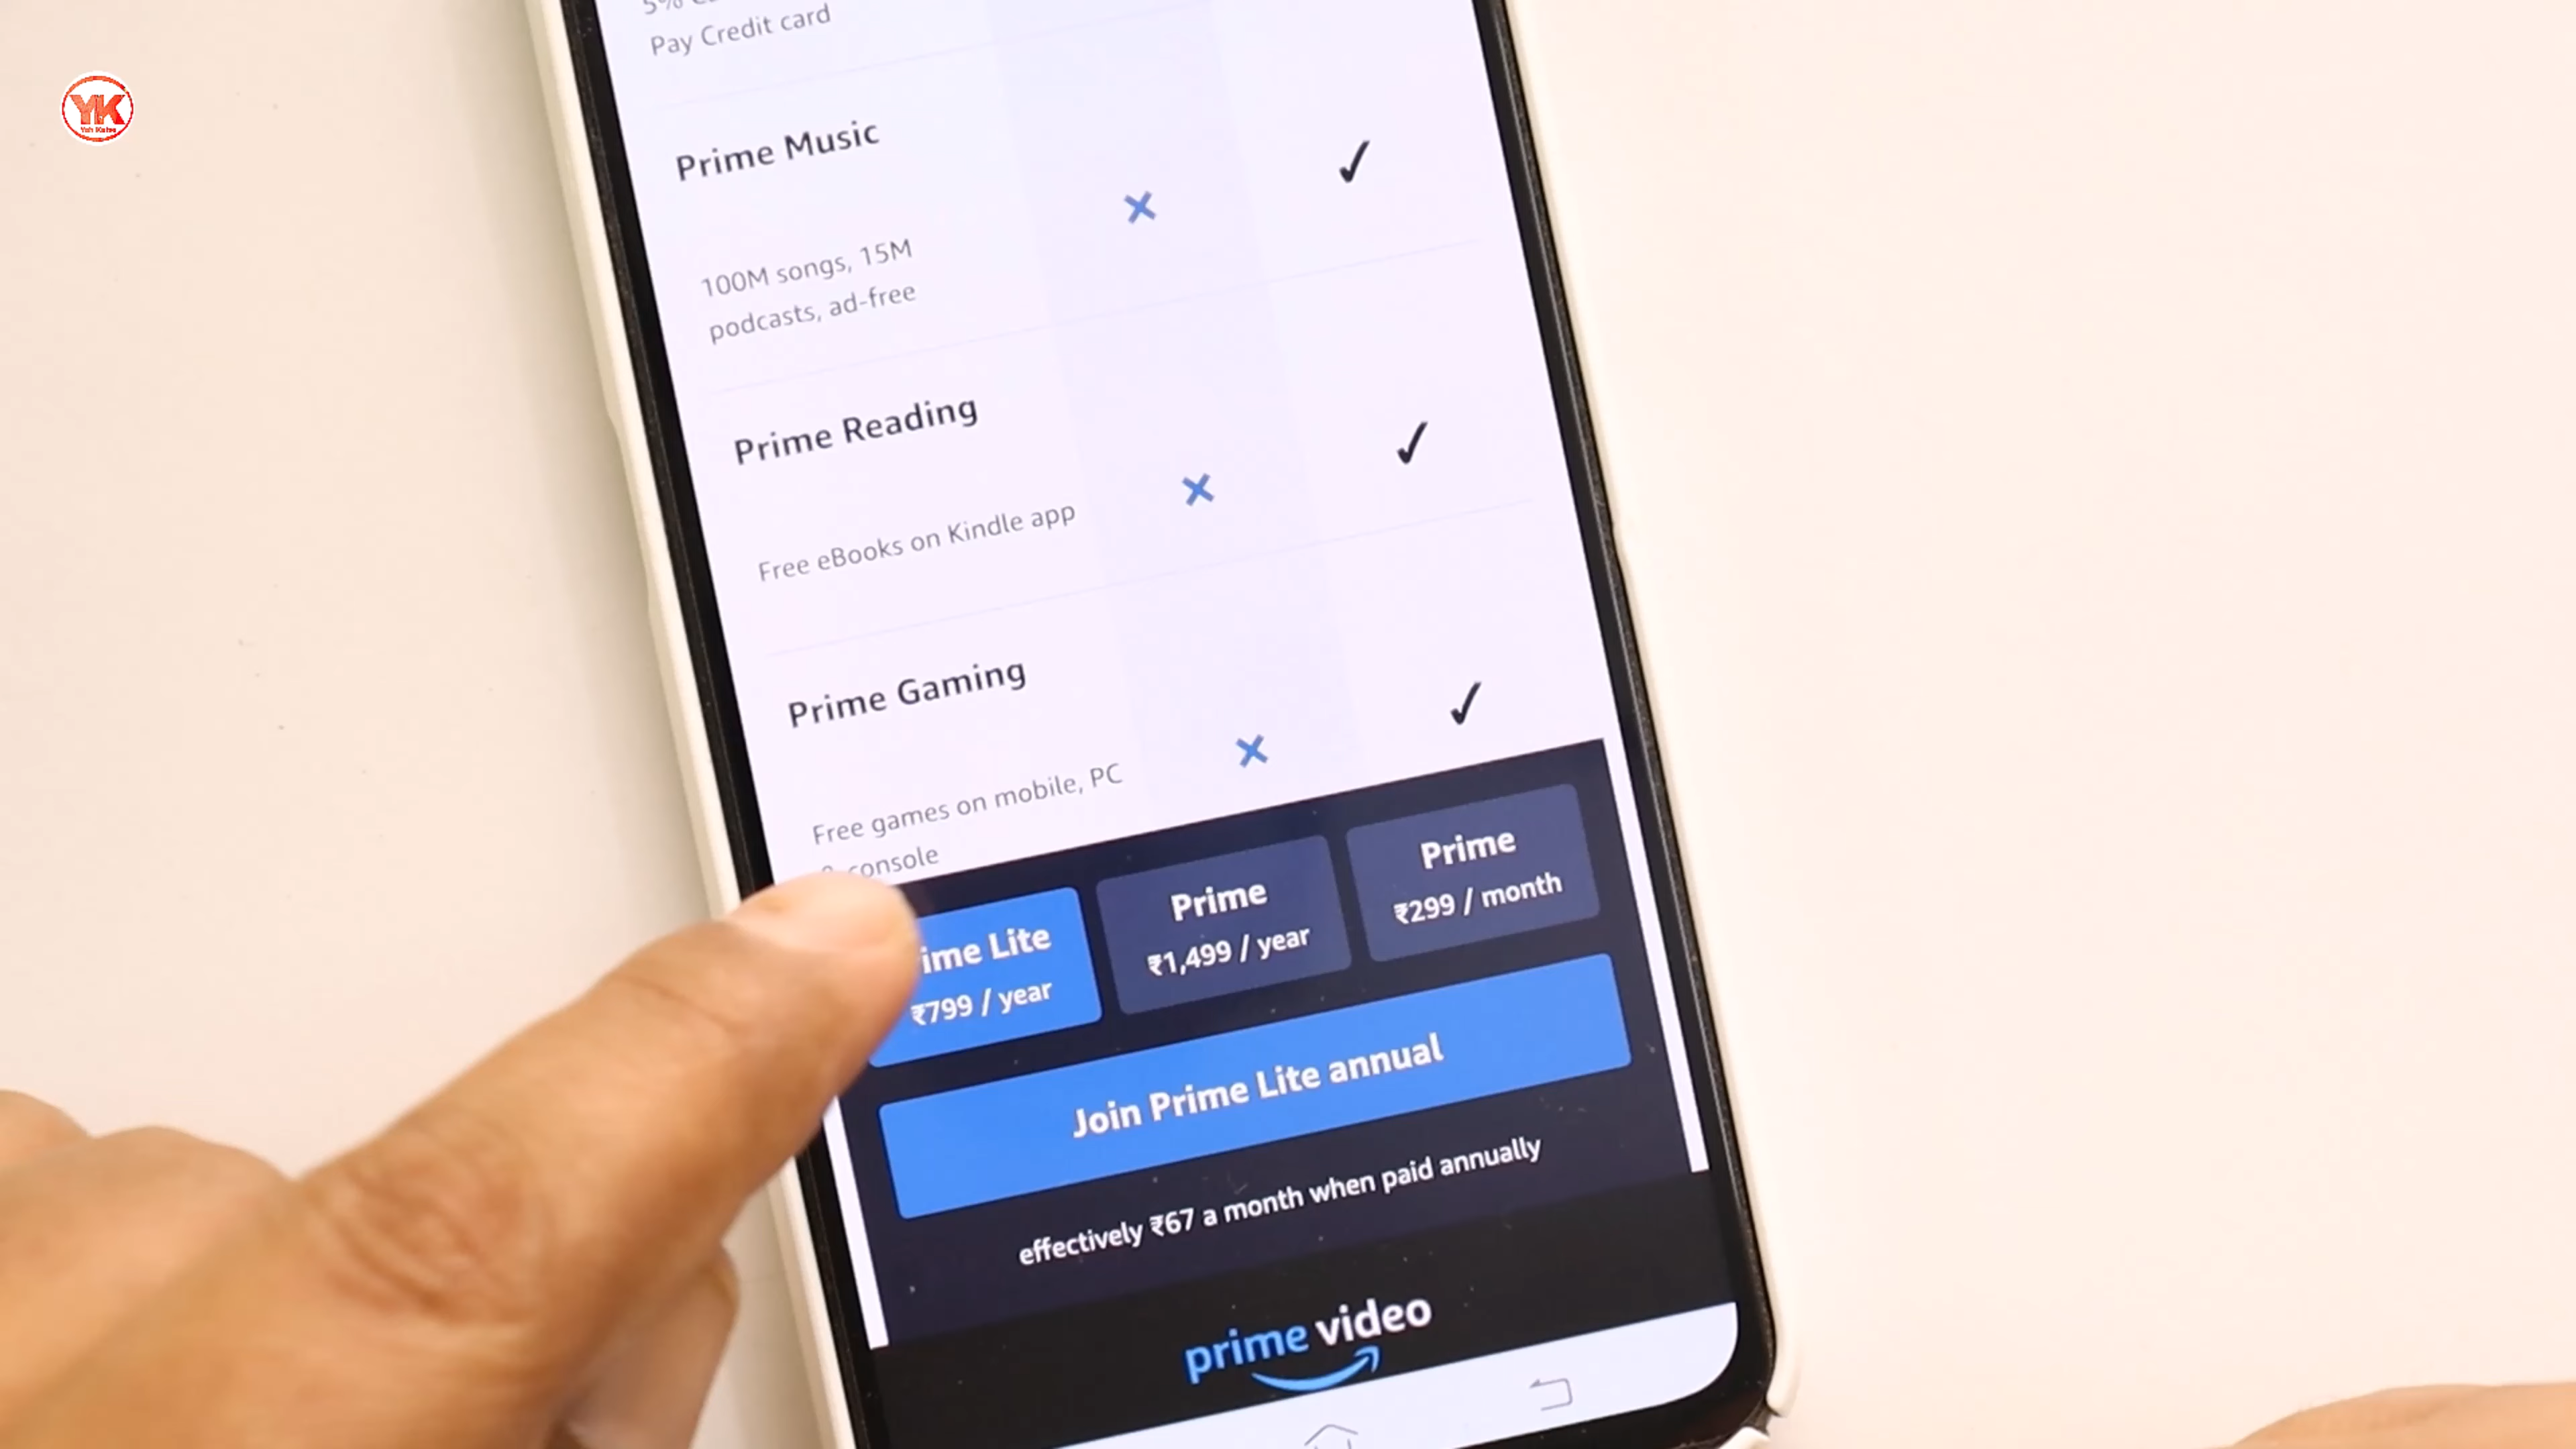 YK
Pay Credit card
Prime Music
100M songs, 15M
podcasts, ad-free
Prime Reading
Free eBooks on Kindle app
Prime Gaming
Free games on mobile, PC
console
ime Lite
₹799 / year
Prime
₹1,499 / year
Prime
₹299 / month
Join Prime Lite annual
effectively ₹67 a month when paid annually
prime video